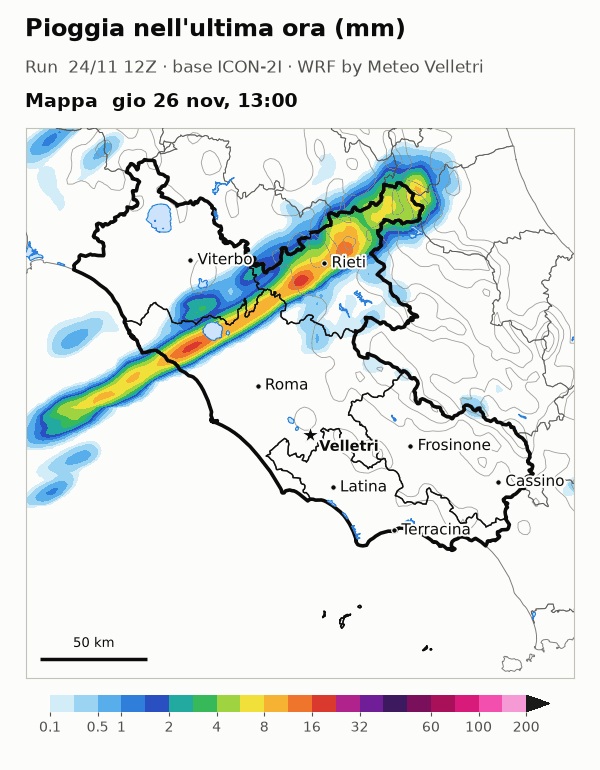 Pioggia nell'ultima ora (mm)
Run  24/11 12Z · base ICON-2I · WRF by Meteo Velletri
Mappa  gio 26 nov, 13:00
Viterbo
Rieti
Roma
Velletri
Frosinone
Latina
Cassino
Terracina
50 km
0.1 0.5 1 2 4 8 16 32 60 100 200